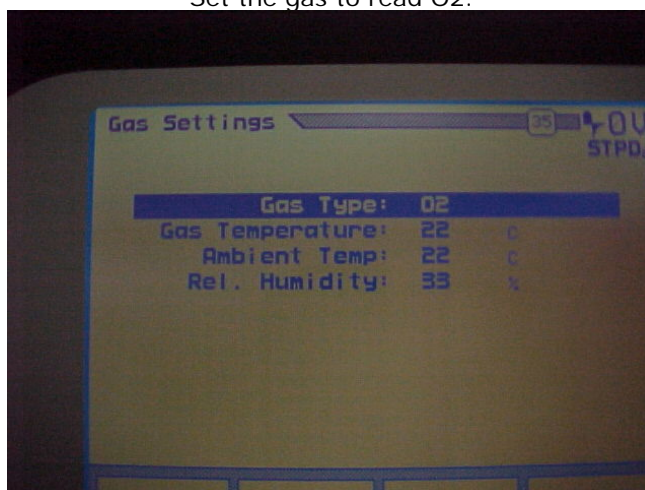 Set the gas to read O2.
Gas Settings 35 0V
STPD
Gas Type: O2
Gas Temperature: 22 C
Ambient Temp: 22 C
Rel. Humidity: 33 %